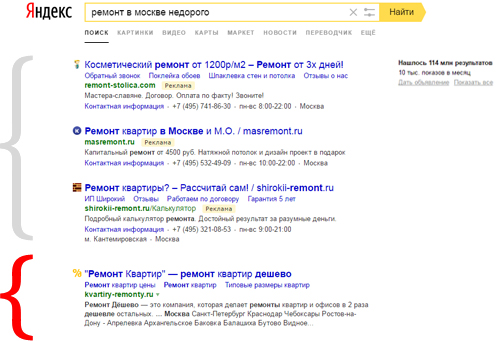 Яндекс
ремонт в москве недорого
Найти
ПОИСК КАРТИНКИ ВИДЕО КАРТЫ МАРКЕТ НОВОСТИ ПЕРЕВОДЧИК ЕЩЁ
Косметический ремонт от 1200р/м2 – Ремонт от 3х дней!
Обратный звонок Поклейка обоев Шпаклевка стен и потолка Отзывы о нас
remont-stolica.com Реклама
Мастера-славяне. Договор. Оплата по факту! Звоните!
Контактная информация · +7 (495) 741-86-30 · пн-вс 8:00-22:00 · Москва
Нашлось 114 млн результатов
10 тыс. показов в месяц
Дать объявление Показать все
Ремонт квартир в Москве и М.О. / masremont.ru
masremont.ru Реклама
Капитальный ремонт от 4500 руб. Натяжной потолок и дизайн проект в подарок
Контактная информация · +7 (495) 532-49-09 · пн-вс 10:00-22:00 · Москва
Ремонт квартиры? – Рассчитай сам! / shirokii-remont.ru
ИП Широкий Отзывы Работаем по договору Гарантия 5 лет
shirokii-remont.ru/Калькулятор Реклама
Подробный калькулятор ремонта. Достойный результат за разумные деньги.
Контактная информация · +7 (495) 321-08-53 · пн-вс 9:00-21:00
м. Кантемировская · Москва
"Ремонт Квартир" — ремонт квартир дешево
Ремонт квартир цены Ремонт квартир Типовые размеры квартир
kvartiry-remonty.ru
Ремонт Дёшево — это компания, которая делает ремонты квартир и офисов в 2 раза
дешевле остальных. ... Москва Санкт-Петербург Краснодар Чебоксары Ростов-на-
Дону - Апрелевка Архангельское Баковка Балашиха Бутово Видное...